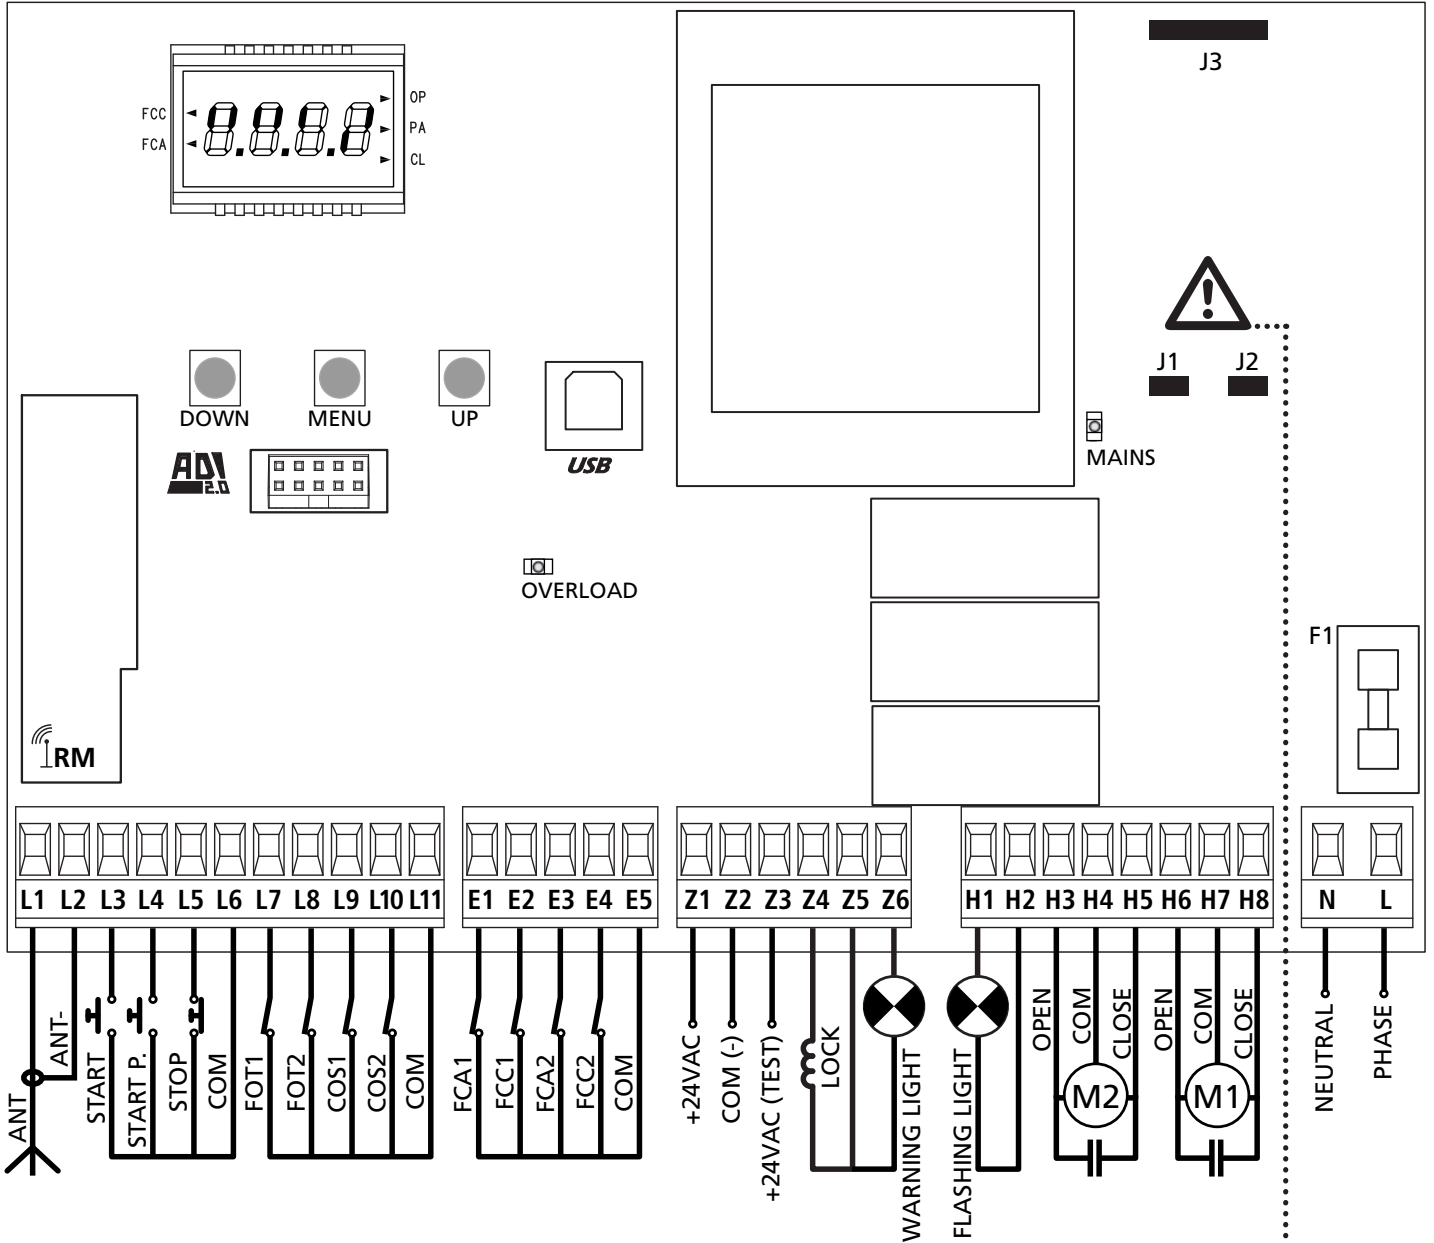 J3
OP
FCC
PA
FCA
CL
8.8.8.8
J1 J2
DOWN MENU UP
MAINS
ADI
2.0
USB
OVERLOAD
F1
RM
L1 L2 L3 L4 L5 L6 L7 L8 L9 L10 L11
E1 E2 E3 E4 E5
Z1 Z2 Z3 Z4 Z5 Z6
H1 H2 H3 H4 H5 H6 H7 H8
N L
ANT
ANT-
START
START P.
STOP
COM
FOT1
FOT2
COS1
COS2
COM
FCA1
FCC1
FCA2
FCC2
COM
+24VAC
COM (-)
+24VAC (TEST)
LOCK
WARNING LIGHT
FLASHING LIGHT
OPEN
COM
CLOSE
M2
OPEN
COM
CLOSE
M1
NEUTRAL
PHASE